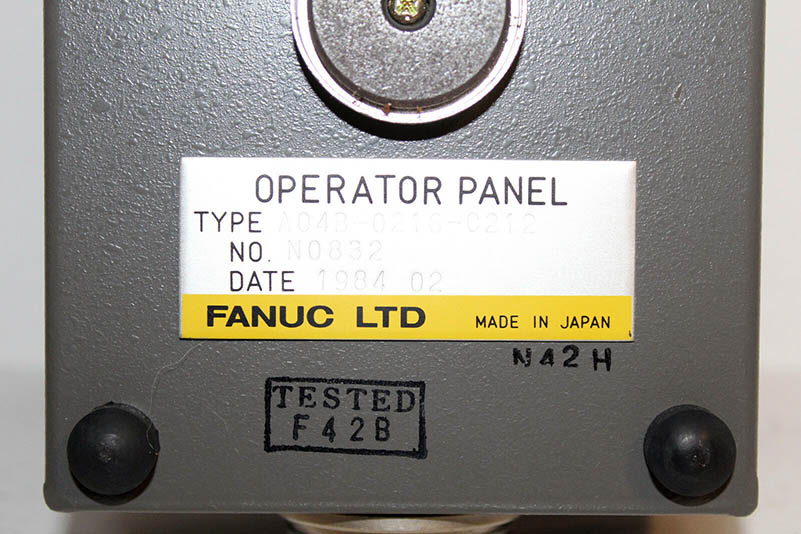 OPERATOR PANEL
TYPE A04B-0216-C212
NO. N0832
DATE 1984 02
FANUC LTD MADE IN JAPAN
N42H
TESTED
F42B